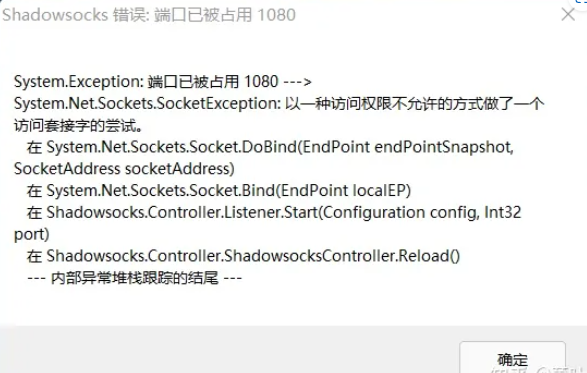 Shadowsocks 错误: 端口已被占用 1080
System.Exception: 端口已被占用 1080 --->
System.Net.Sockets.SocketException: 以一种访问权限不允许的方式做了一个
访问套接字的尝试。
在 System.Net.Sockets.Socket.DoBind(EndPoint endPointSnapshot,
SocketAddress socketAddress)
在 System.Net.Sockets.Socket.Bind(EndPoint localEP)
在 Shadowsocks.Controller.Listener.Start(Configuration config, Int32
port)
在 Shadowsocks.Controller.ShadowsocksController.Reload()
--- 内部异常堆栈跟踪的结尾 ---
确定